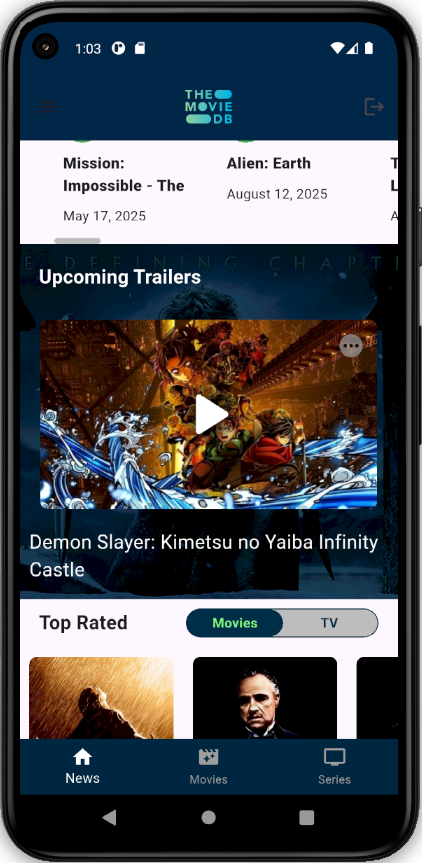 1:03
THE
MOVIE
DB
Mission:
Impossible - The
May 17, 2025
Alien: Earth
August 12, 2025
T
L
A
E DEFINING CHAPT
Upcoming Trailers
Demon Slayer: Kimetsu no Yaiba Infinity
Castle
Top Rated
Movies
TV
News
Movies
Series